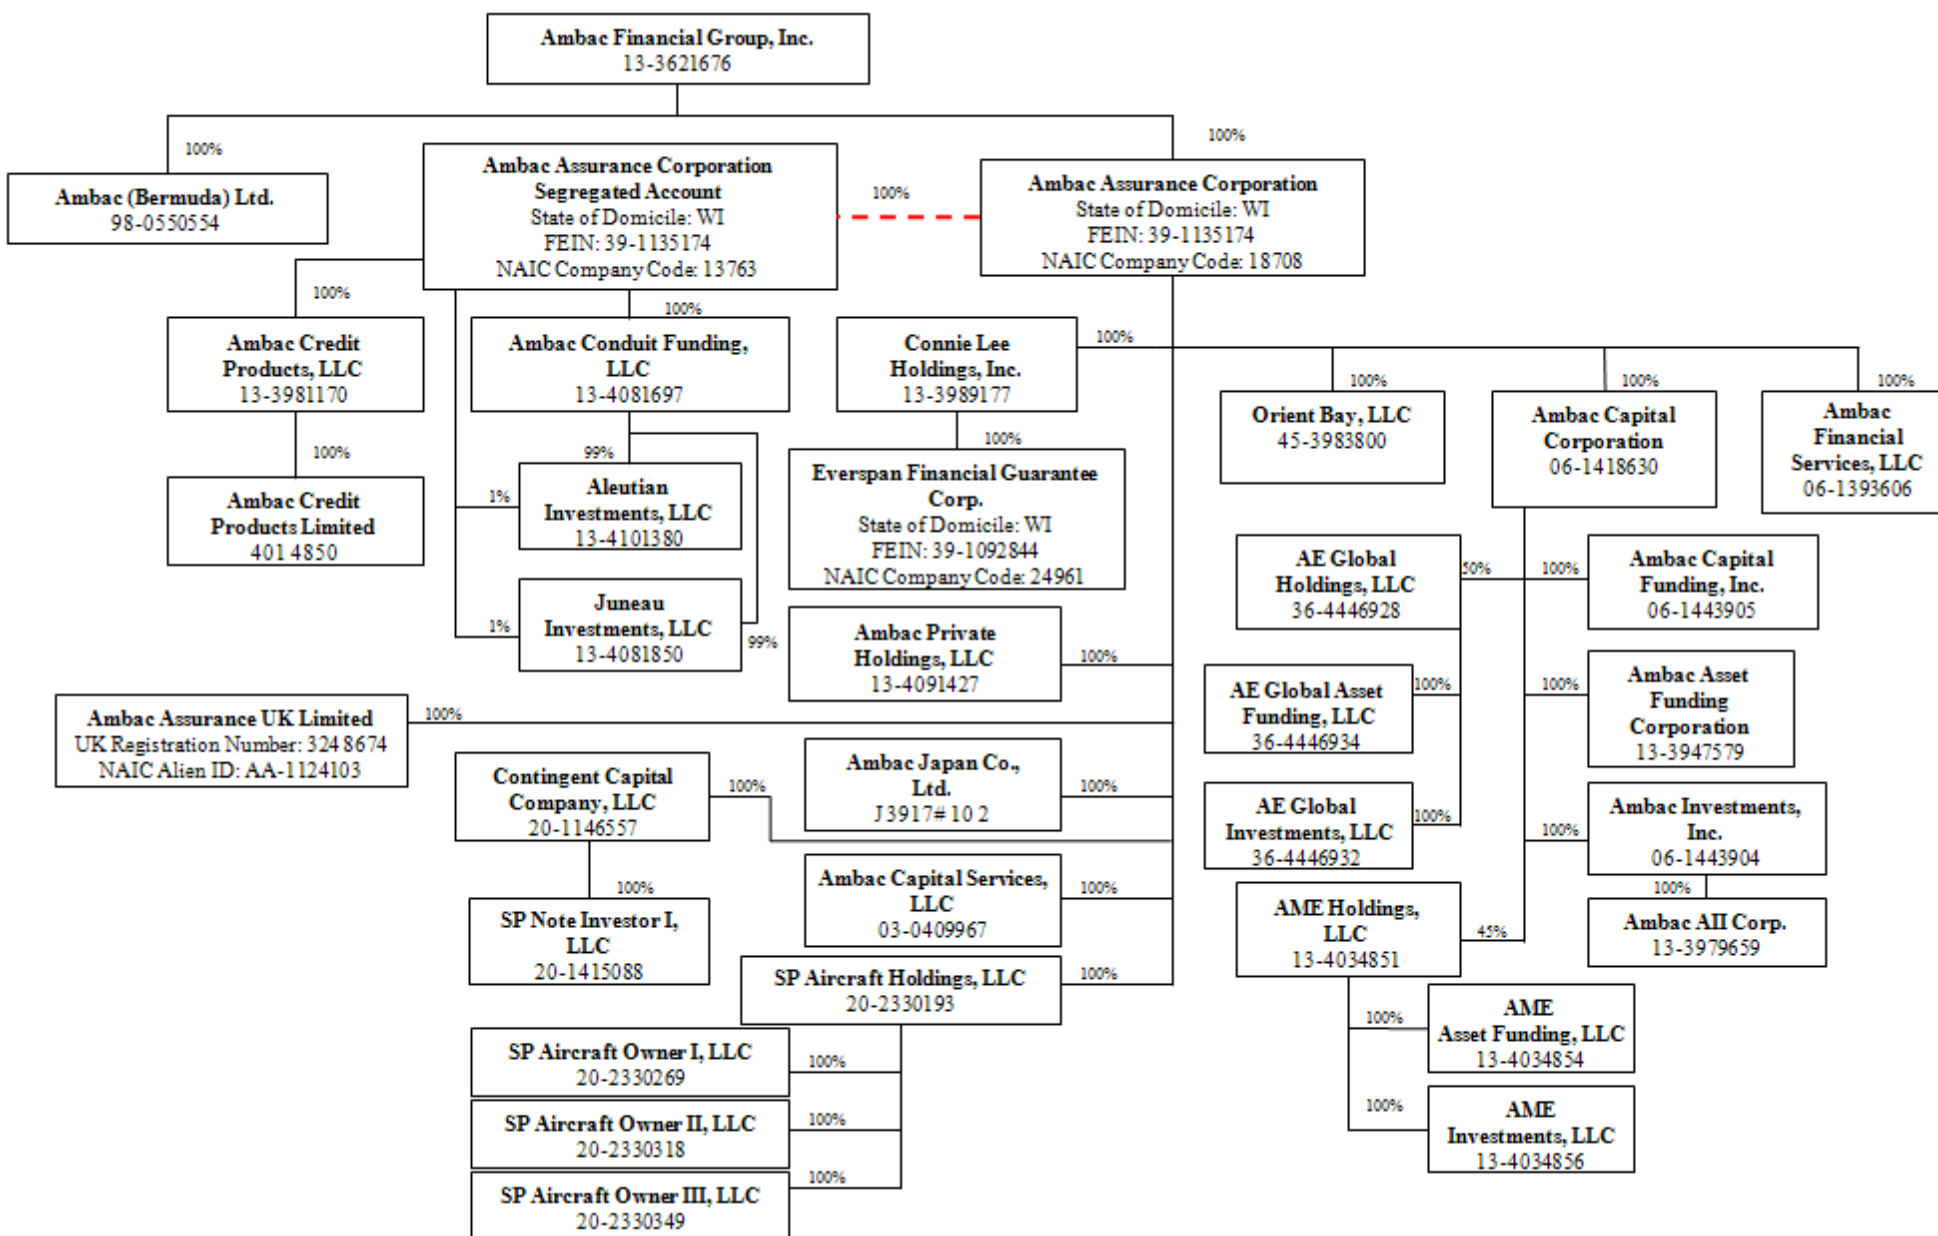 Ambac Financial Group, Inc.
13-3621676
100%
100%
Ambac (Bermuda) Ltd.
98-0550554
Ambac Assurance Corporation
Segregated Account
State of Domicile: WI
FEIN: 39-1135174
NAIC Company Code: 13763
100%
Ambac Assurance Corporation
State of Domicile: WI
FEIN: 39-1135174
NAIC Company Code: 18708
100%
100%
Ambac Credit
Products, LLC
13-3981170
Ambac Conduit Funding,
LLC
13-4081697
Connie Lee
Holdings, Inc.
13-3989177
100%
100%
100%
100%
Orient Bay, LLC
45-3983800
Ambac Capital
Corporation
06-1418630
Ambac
Financial
Services, LLC
06-1393606
100%
99%
100%
Ambac Credit
Products Limited
401 4850
1%
Aleutian
Investments, LLC
13-4101380
Everspan Financial Guarantee
Corp.
State of Domicile: WI
FEIN: 39-1092844
NAIC Company Code: 24961
AE Global
Holdings, LLC
36-4446928
50%
100%
Ambac Capital
Funding, Inc.
06-1443905
1%
Juneau
Investments, LLC
13-4081850
99%
Ambac Private
Holdings, LLC
13-4091427
100%
AE Global Asset
Funding, LLC
36-4446934
100%
100%
Ambac Asset
Funding
Corporation
13-3947579
Ambac Assurance UK Limited
UK Registration Number: 324 8674
NAIC Alien ID: AA-1124103
100%
Contingent Capital
Company, LLC
20-1146557
100%
Ambac Japan Co.,
Ltd.
J3917# 10 2
100%
AE Global
Investments, LLC
36-4446932
100%
100%
Ambac Investments,
Inc.
06-1443904
100%
SP Note Investor I,
LLC
20-1415088
Ambac Capital Services,
LLC
03-0409967
100%
AME Holdings,
LLC
13-4034851
45%
100%
Ambac AII Corp.
13-3979659
SP Aircraft Holdings, LLC
20-2330193
100%
100%
AME
Asset Funding, LLC
13-4034854
SP Aircraft Owner I, LLC
20-2330269
100%
100%
AME
Investments, LLC
13-4034856
SP Aircraft Owner II, LLC
20-2330318
100%
SP Aircraft Owner III, LLC
20-2330349
100%